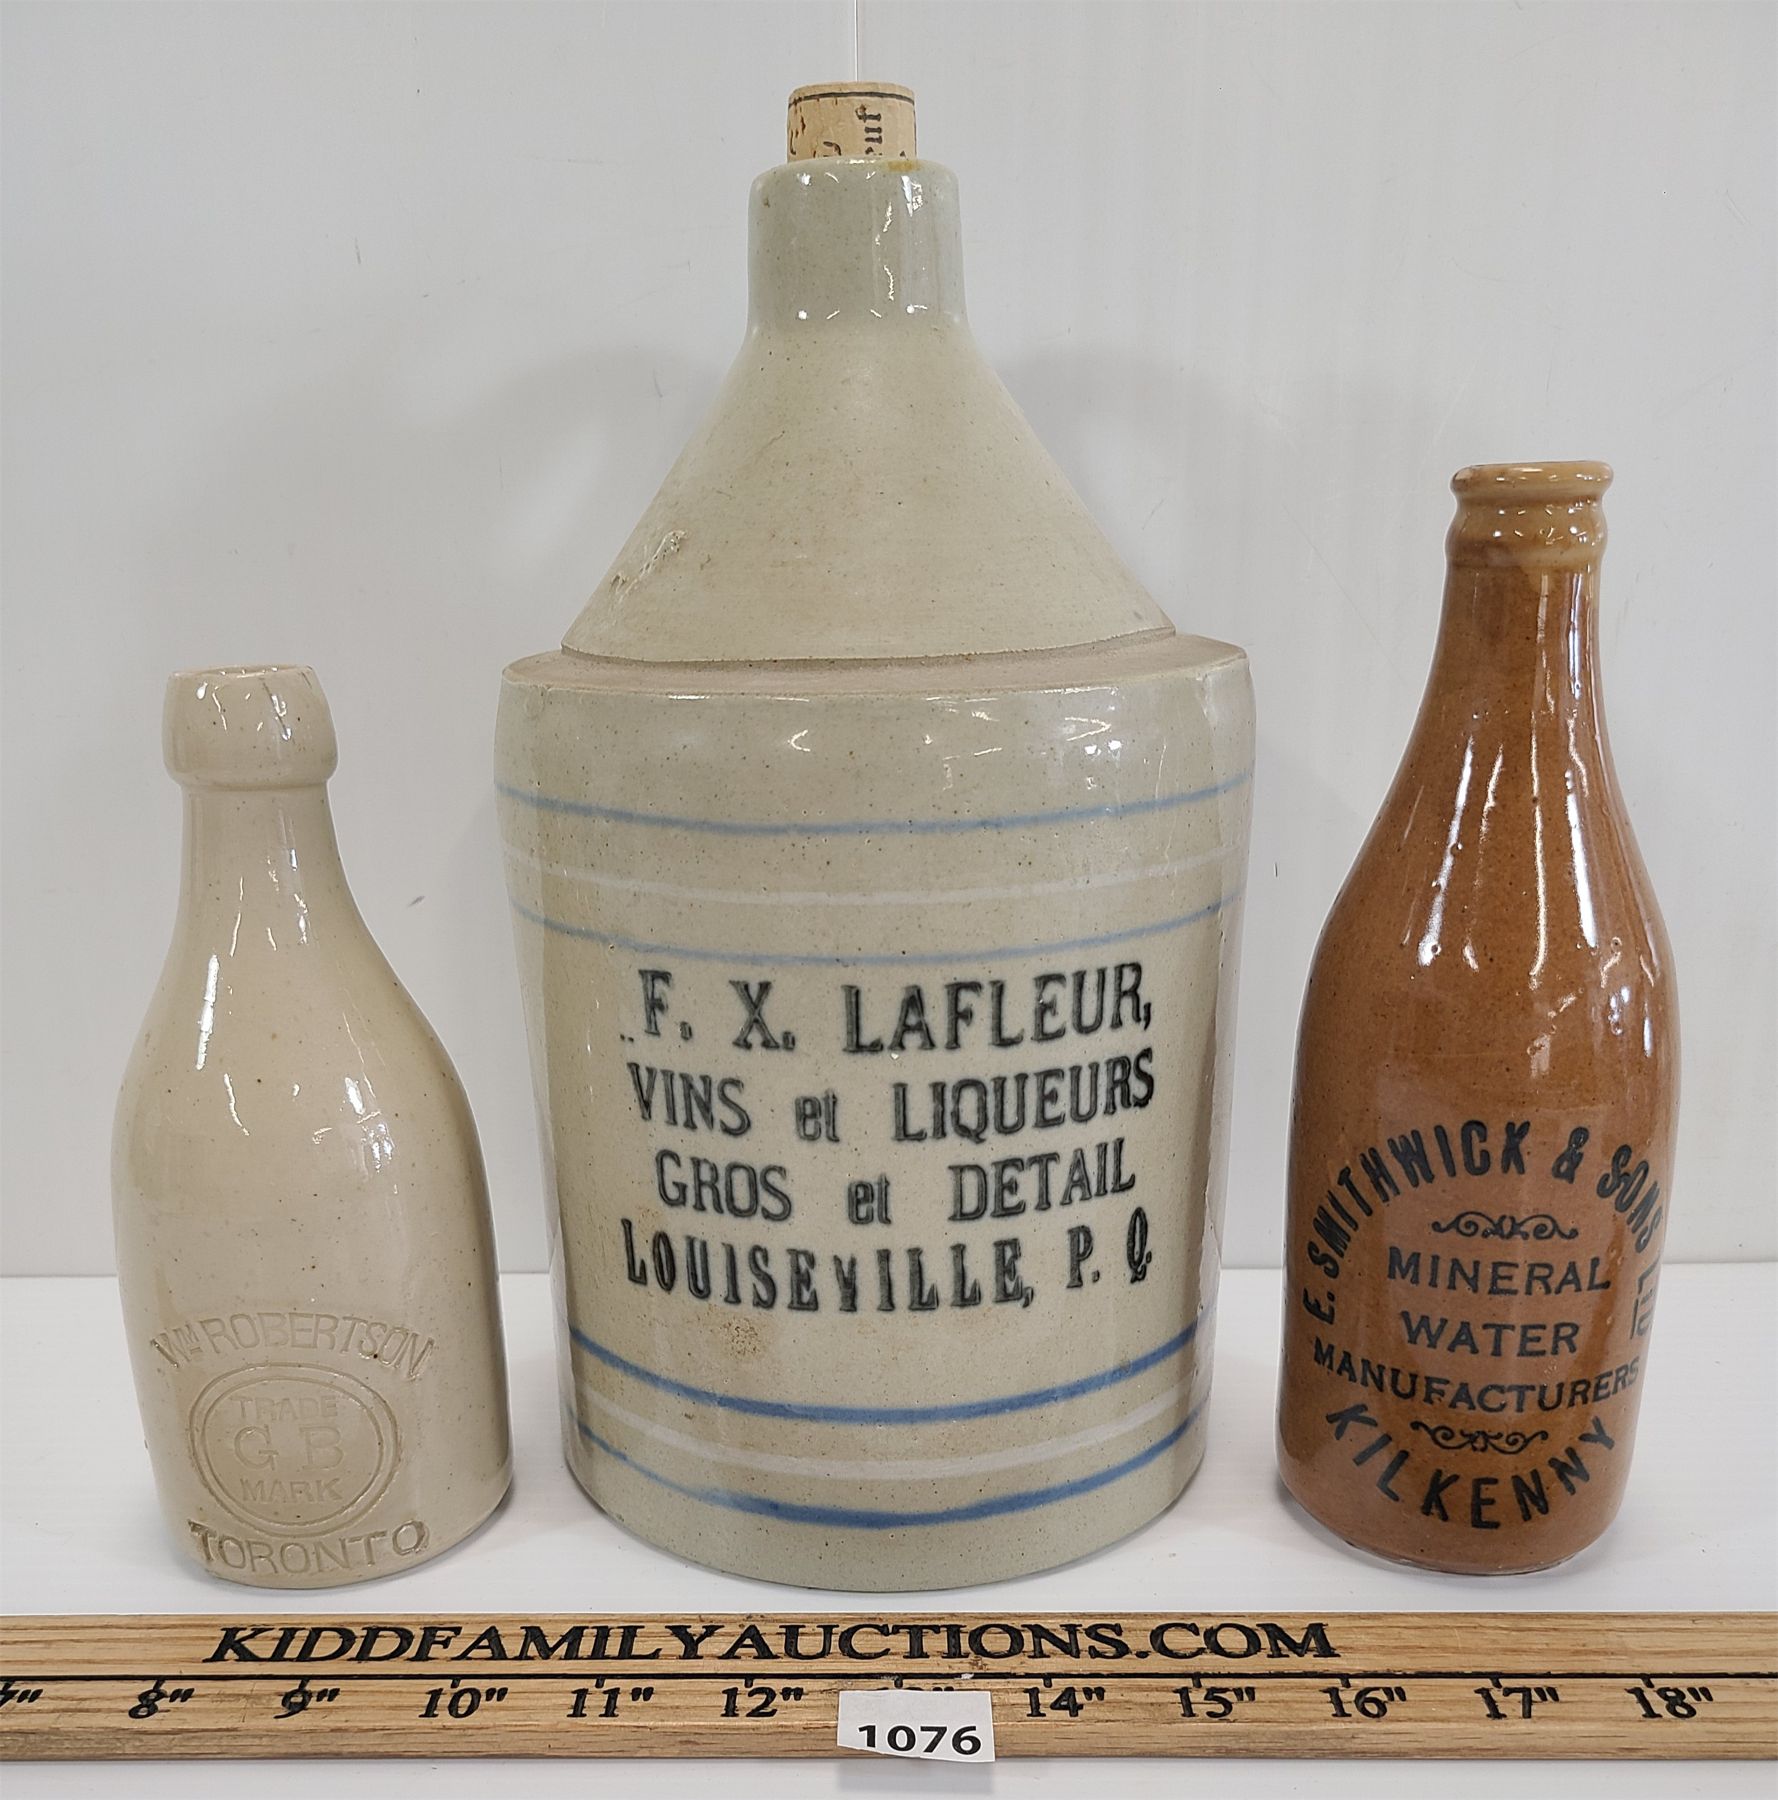 F. X. LAFLEUR,
VINS et LIQUEURS
GROS et DETAIL
LOUISEVILLE, P. Q.
WM ROBERTSON
TRADE
G B
MARK
TORONTO
E. SMITHWICK & SONS LTD
MINERAL
WATER
MANUFACTURERS
KILKENNY
KIDDFAMILYAUCTIONS.COM
7" 8" 9" 10" 11" 12" 14" 15" 16" 17" 18"
1076